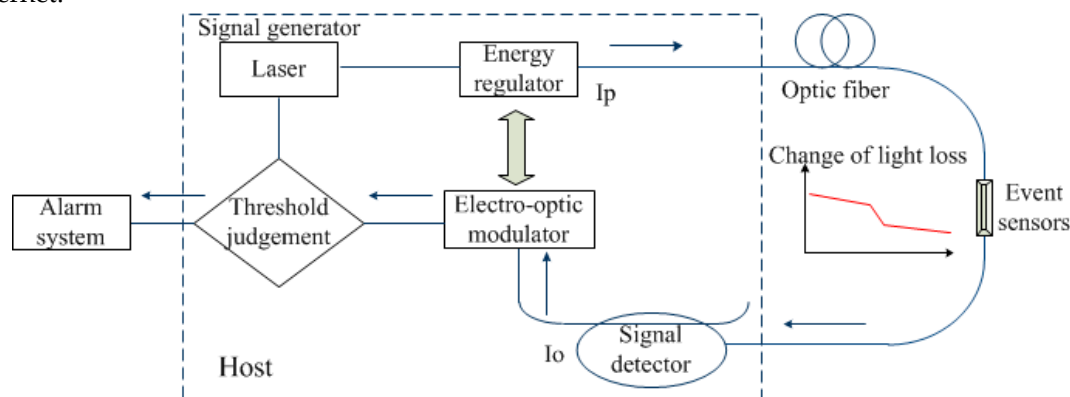 Signal generator
Laser
Energy
regulator
Ip
Optic fiber
Change of light loss
Event
sensors
Alarm
system
Threshold
judgement
Electro-optic
modulator
Io
Signal
detector
Host